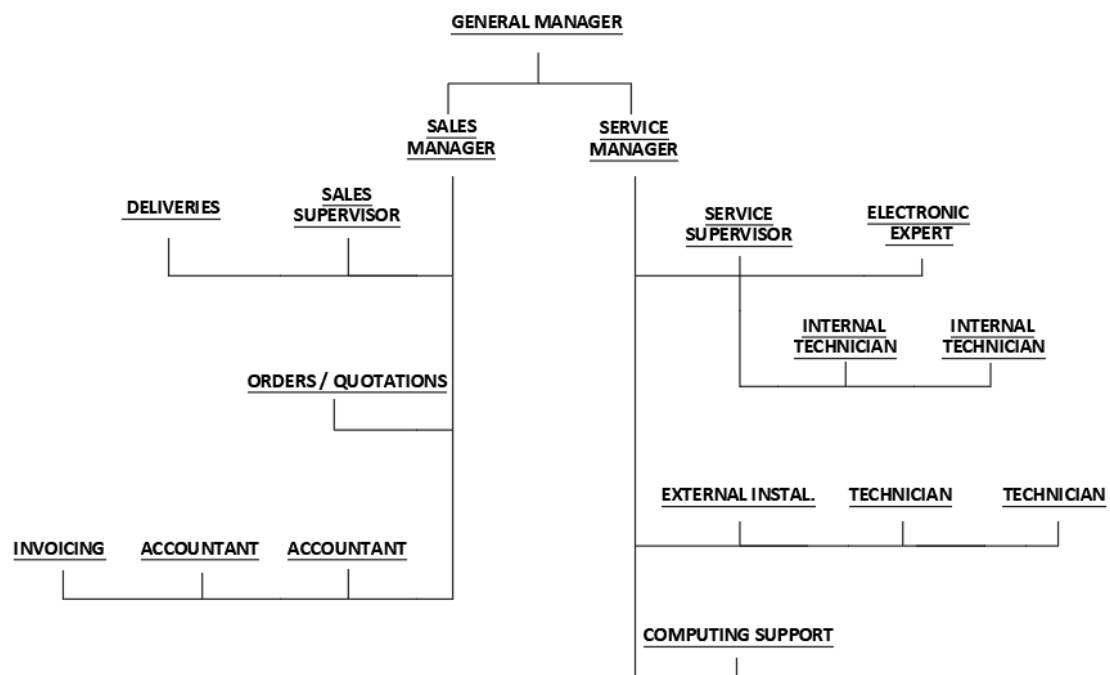 GENERAL MANAGER
SALES
MANAGER
SERVICE
MANAGER
DELIVERIES
SALES
SUPERVISOR
SERVICE
SUPERVISOR
ELECTRONIC
EXPERT
INTERNAL
TECHNICIAN
INTERNAL
TECHNICIAN
ORDERS / QUOTATIONS
EXTERNAL INSTAL.
TECHNICIAN
TECHNICIAN
INVOICING
ACCOUNTANT
ACCOUNTANT
COMPUTING SUPPORT